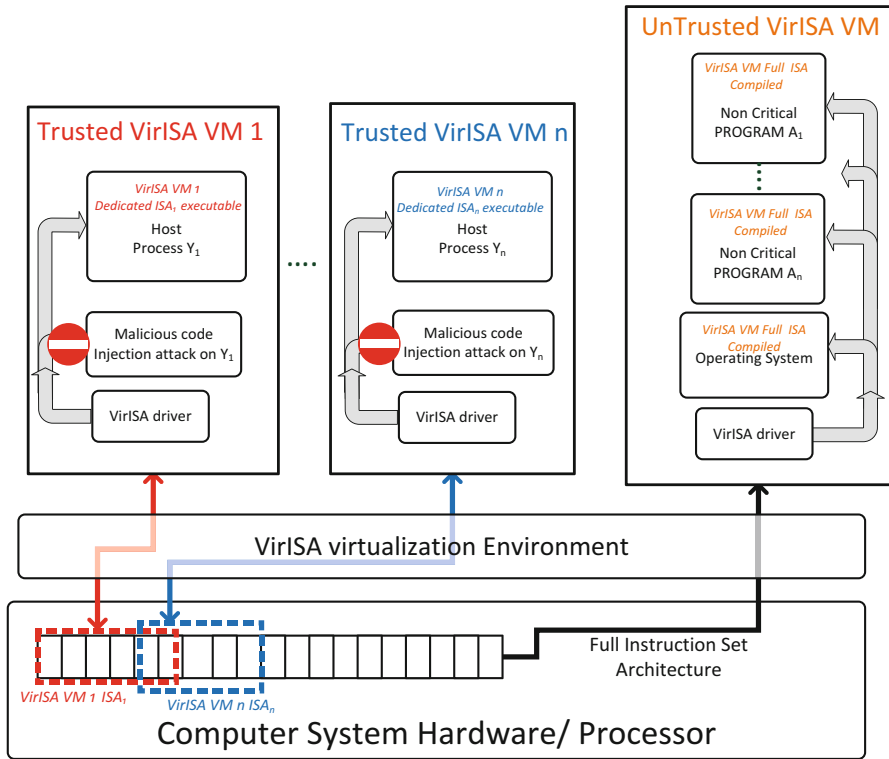 UnTrusted VirISA VM
VirISA VM Full ISA
Compiled
Non Critical
PROGRAM A₁
VirISA VM Full ISA
Compiled
Non Critical
PROGRAM Aₙ
VirISA VM Full ISA
Compiled
Operating System
VirISA driver
Trusted VirISA VM 1
VirISA VM 1
Dedicated ISA₁ executable
Host
Process Y₁
Malicious code
Injection attack on Y₁
VirISA driver
Trusted VirISA VM n
VirISA VM n
Dedicated ISAₙ executable
Host
Process Yₙ
Malicious code
Injection attack on Yₙ
VirISA driver
VirISA virtualization Environment
Full Instruction Set
Architecture
VirISA VM 1 ISA₁
VirISA VM n ISAₙ
Computer System Hardware/ Processor